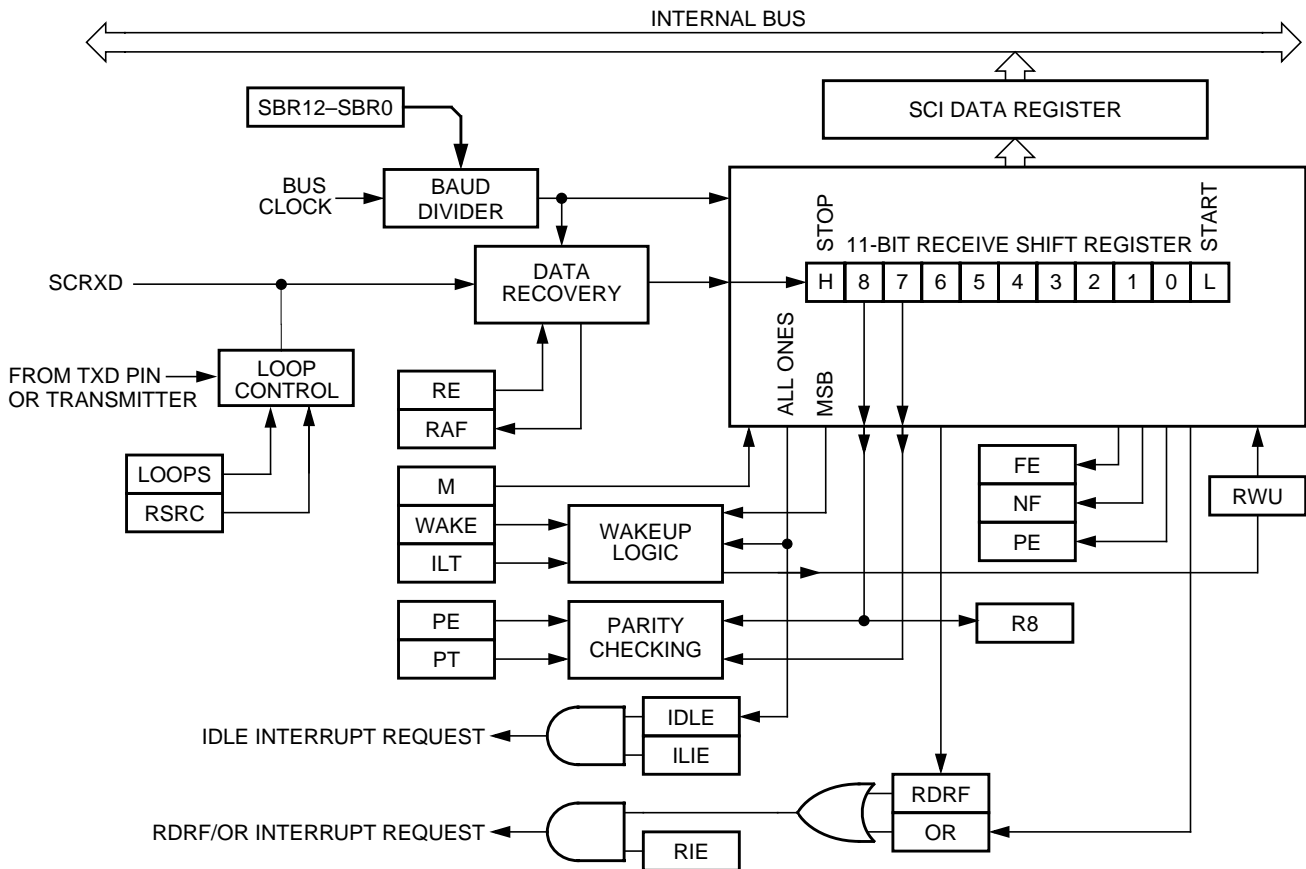 INTERNAL BUS
SBR12–SBR0
SCI DATA REGISTER
BUS
CLOCK
BAUD
DIVIDER
STOP
11-BIT RECEIVE SHIFT REGISTER
START
H 8 7 6 5 4 3 2 1 0 L
SCRXD
DATA
RECOVERY
ALL ONES
MSB
FROM TXD PIN
OR TRANSMITTER
LOOP
CONTROL
RE
RAF
LOOPS
RSRC
M
WAKE
ILT
WAKEUP
LOGIC
FE
NF
PE
RWU
PE
PT
PARITY
CHECKING
R8
IDLE INTERRUPT REQUEST
IDLE
ILIE
RDRF/OR INTERRUPT REQUEST
RIE
RDRF
OR